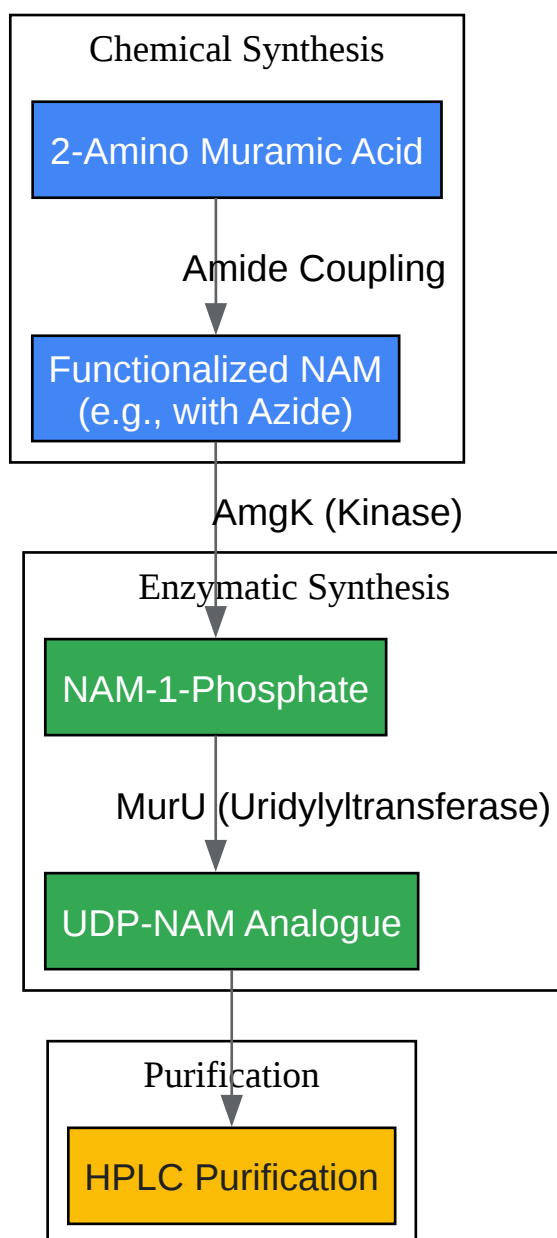 Chemical Synthesis
2-Amino Muramic Acid
Amide Coupling
Functionalized NAM
(e.g., with Azide)
AmgK (Kinase)
Enzymatic Synthesis
NAM-1-Phosphate
MurU (Uridylyltransferase)
UDP-NAM Analogue
Purification
HPLC Purification